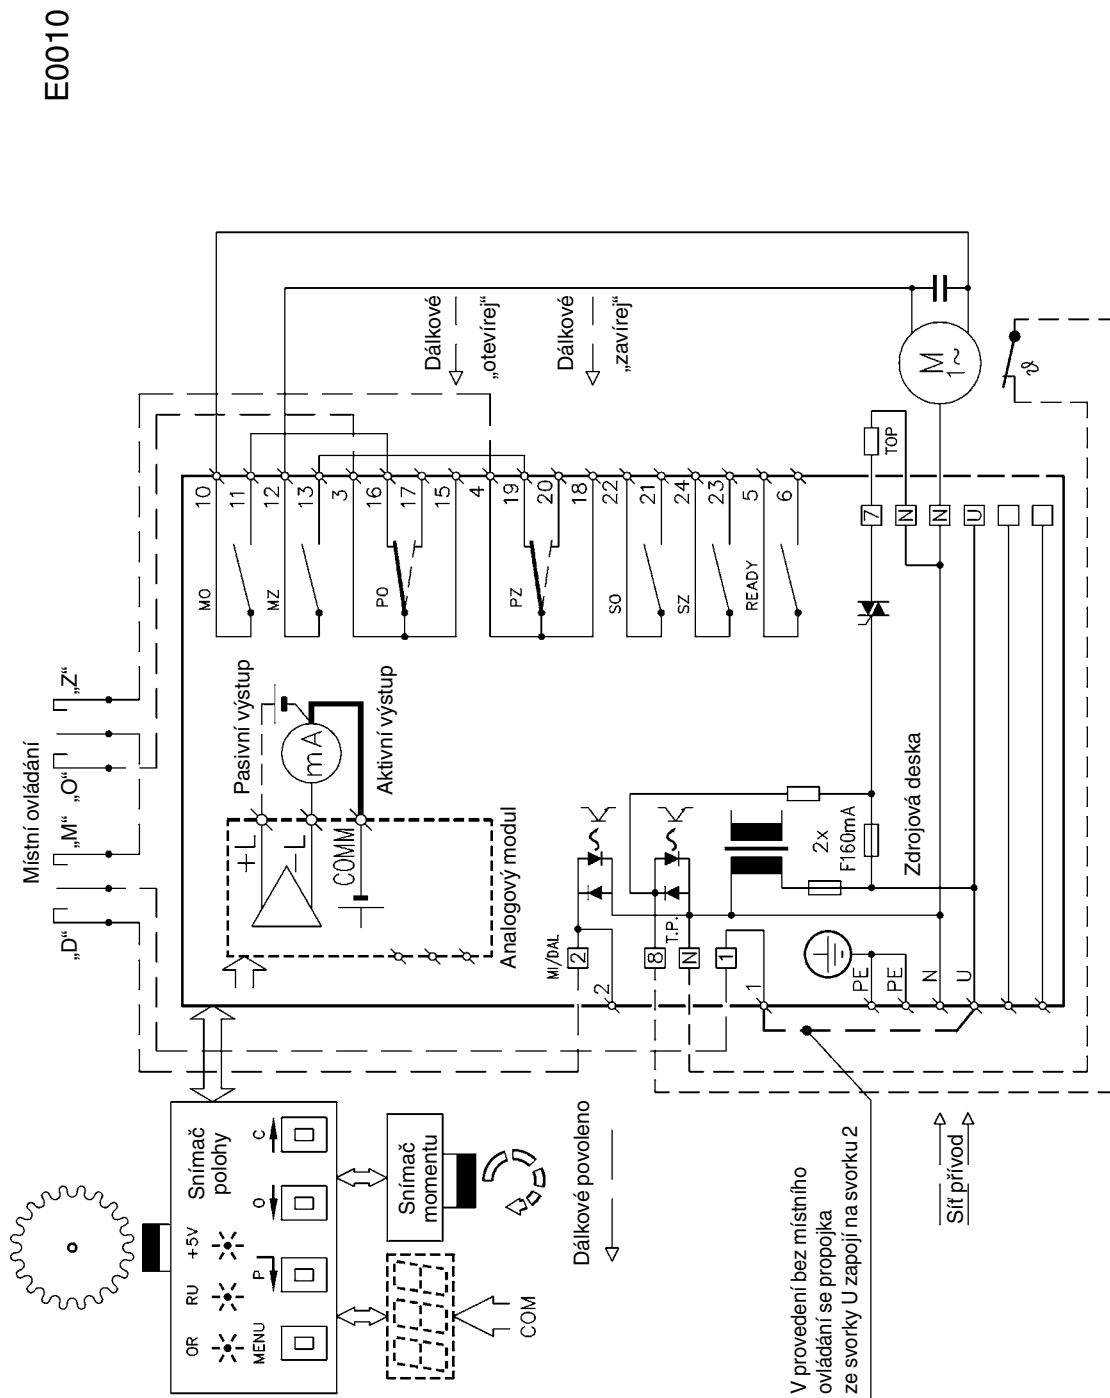 E0010
Místní ovládání
„D“
„M“
„O“
„Z“
Snímač
polohy
OR
RU
+5V
MENU
P
O
C
Snímač
momentu
COM
Analogový modul
+L
-L
COMM
mA
Pasivní výstup
Aktivní výstup
MO
MZ
PO
PZ
SO
SZ
READY
10
11
12
13
3
16
17
15
4
19
20
18
22
21
24
23
5
6
Dálkové
„otevírej“
Dálkové
„zavírej“
Dálkové povoleno
MI/DAL
2
2
8
T.P.
N
1
1
PE
PE
N
U
2x
F160mA
Zdrojová deska
7
N
N
U
TOP
M
1~
ϑ
Síť přívod
V provedení bez místního
ovládání se propojka
ze svorky U zapojí na svorku 2